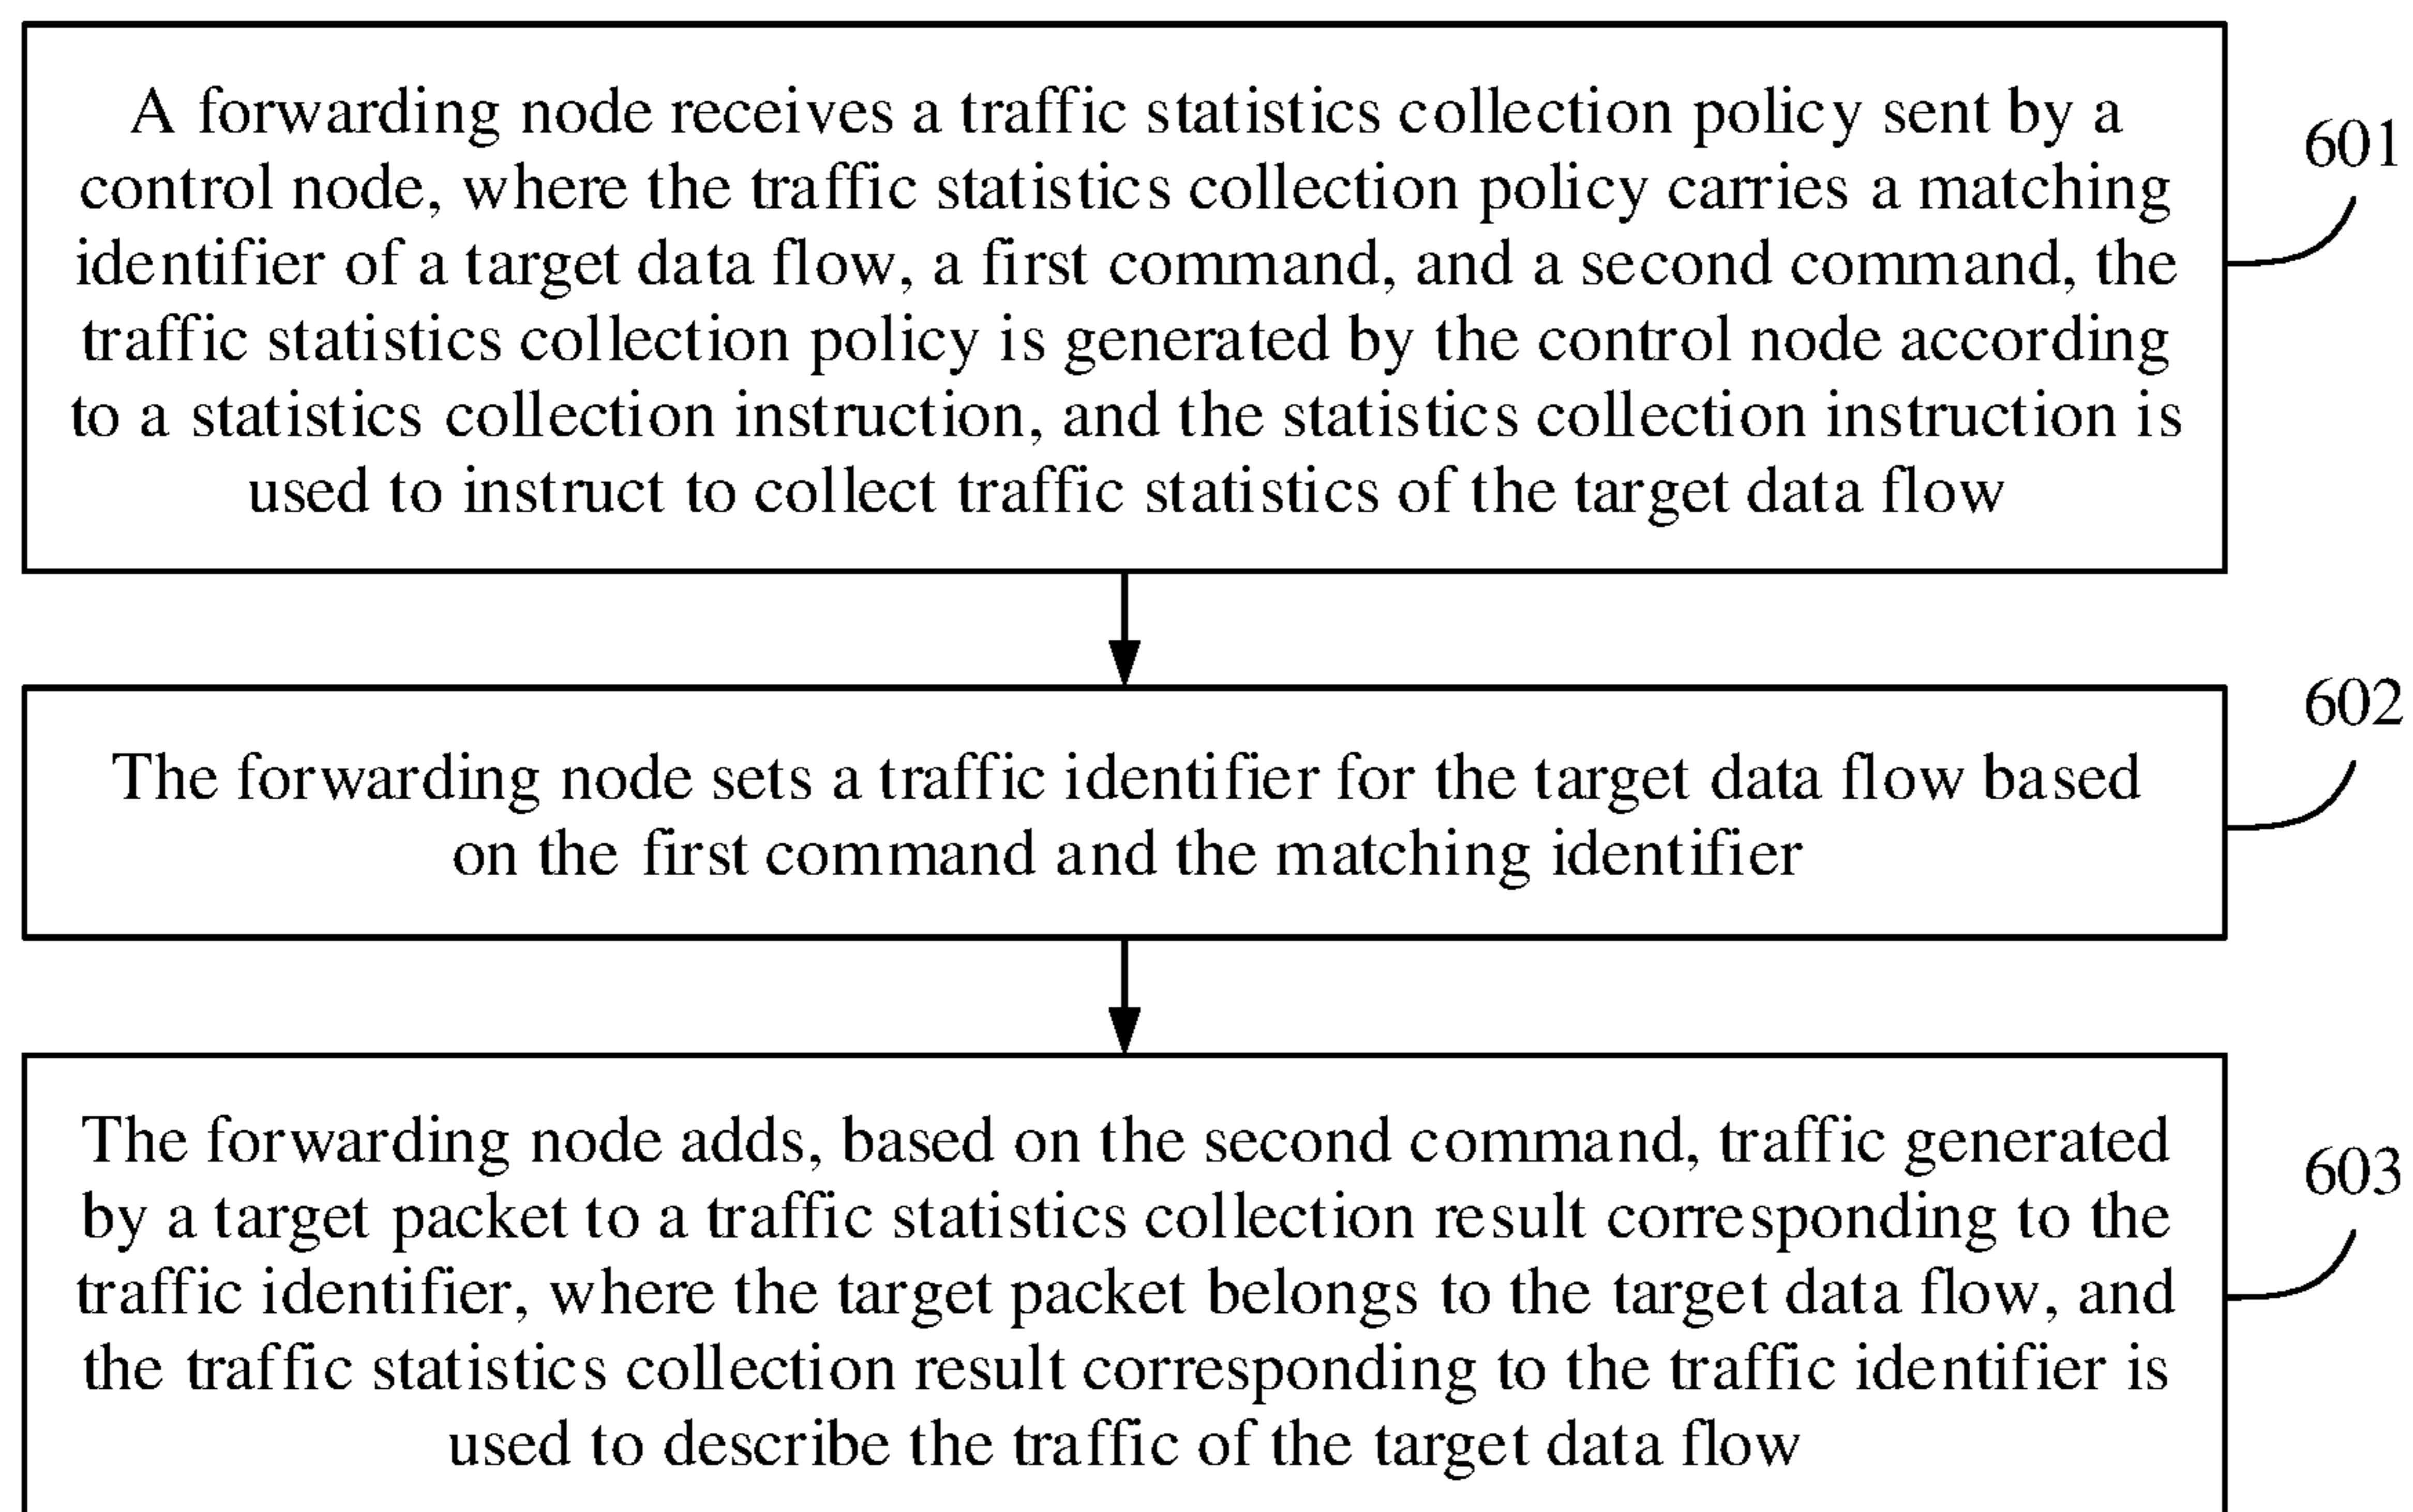 A forwarding node receives a traffic statistics collection policy sent by a
control node, where the traffic statistics collection policy carries a matching
identifier of a target data flow, a first command, and a second command, the
traffic statistics collection policy is generated by the control node according
to a statistics collection instruction, and the statistics collection instruction is
used to instruct to collect traffic statistics of the target data flow
601
The forwarding node sets a traffic identifier for the target data flow based
on the first command and the matching identifier
602
The forwarding node adds, based on the second command, traffic generated
by a target packet to a traffic statistics collection result corresponding to the
traffic identifier, where the target packet belongs to the target data flow, and
the traffic statistics collection result corresponding to the traffic identifier is
used to describe the traffic of the target data flow
603